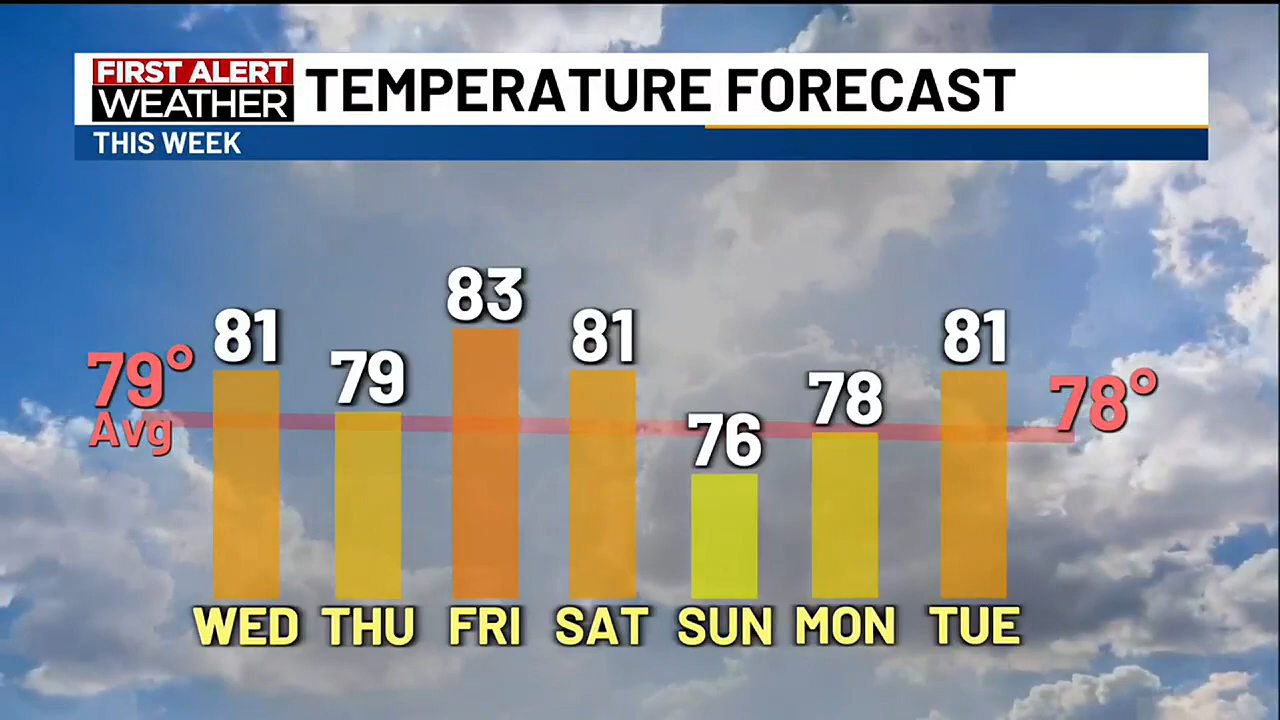 FIRST ALERT
WEATHER
TEMPERATURE FORECAST
THIS WEEK
79°
Avg
81
79
83
81
76
78
81
78°
WED THU FRI SAT SUN MON TUE